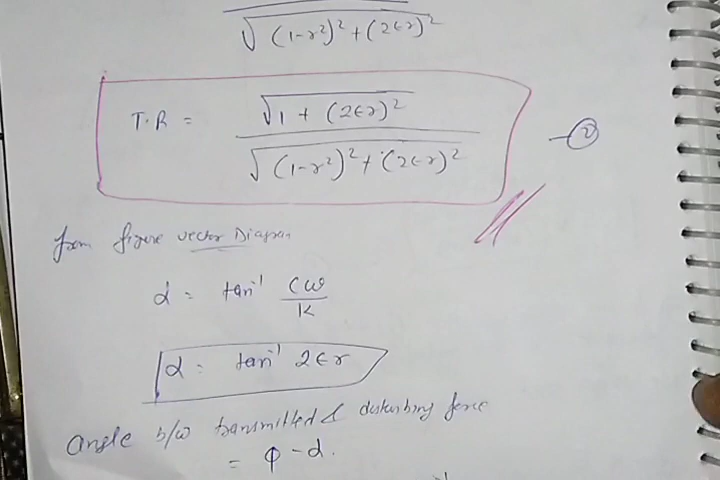 √(1-r²)²+(2εr)²
T.R = √1 + (2εr)² / √(1-r²)²+(2εr)² — ②
from figure vector Diagram
α = tan⁻¹ cω/K
α = tan⁻¹ 2εr
Angle b/w transmitted & disturbing force
= φ-α.